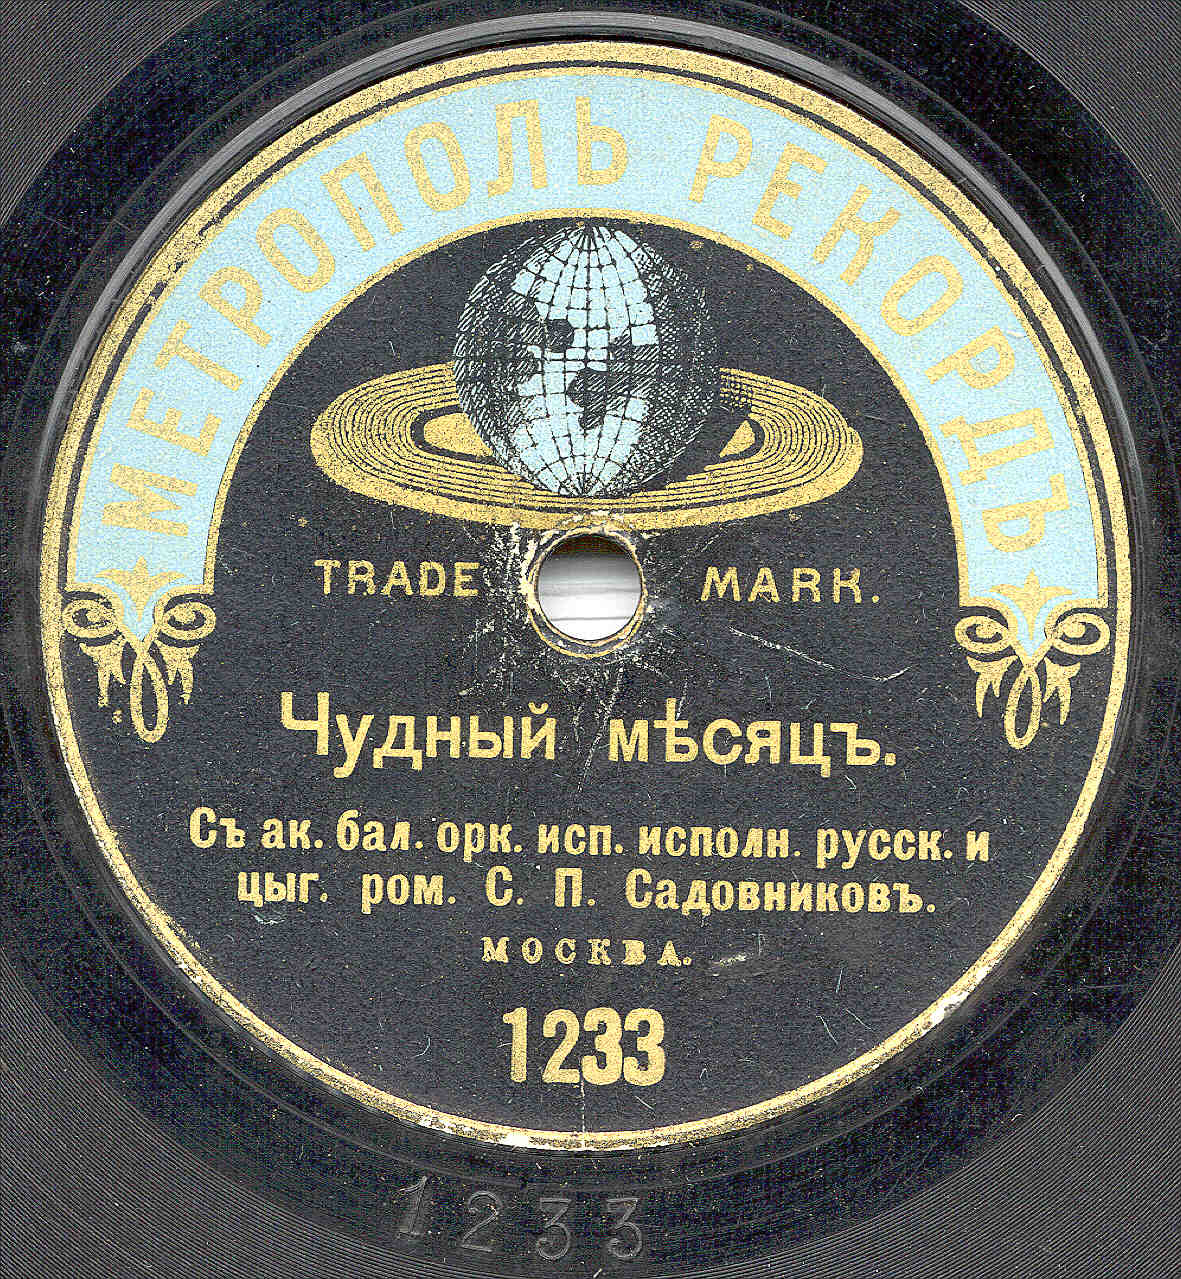 МЕТРОПОЛЬ РЕКОРДЪ
TRADE MARK.
Чудный мѣсяцъ.
Съ ак. бал. орк. исп. исполн. русск. и
цыг. ром. С. П. Садовниковъ.
МОСКВА.
1233
1233